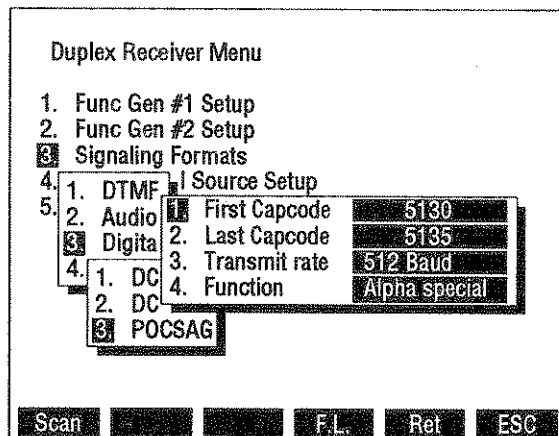 Duplex Receiver Menu
1. Func Gen #1 Setup
2. Func Gen #2 Setup
3. Signaling Formats
4. l Source Setup
5.
1. DTMF
2. Audio
3. Digita
4.
1. DC
2. DC
3. POCSAG
1. First Capcode 5130
2. Last Capcode 5135
3. Transmit rate 512 Baud
4. Function Alpha special
Scan F.L. Ret ESC